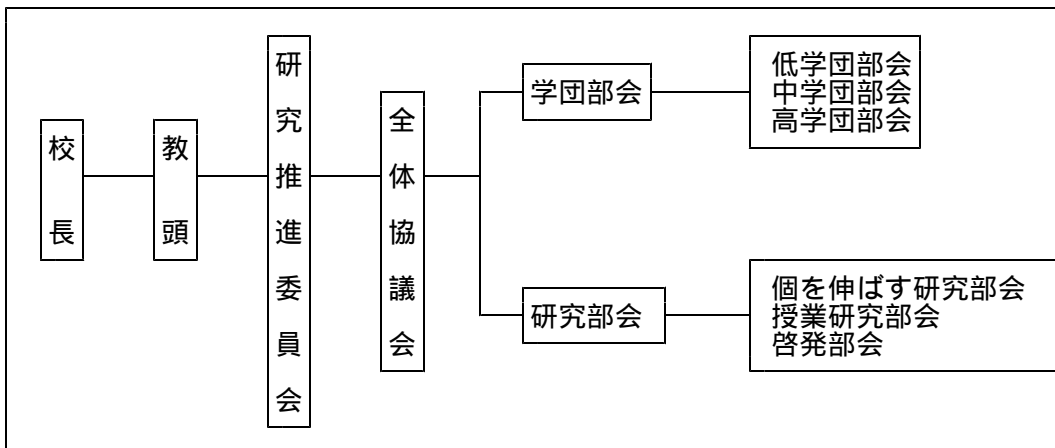 校長
教頭
研究推進委員会
全体協議会
学団部会
低学団部会
中学団部会
高学団部会
研究部会
個を伸ばす研究部会
授業研究部会
啓発部会